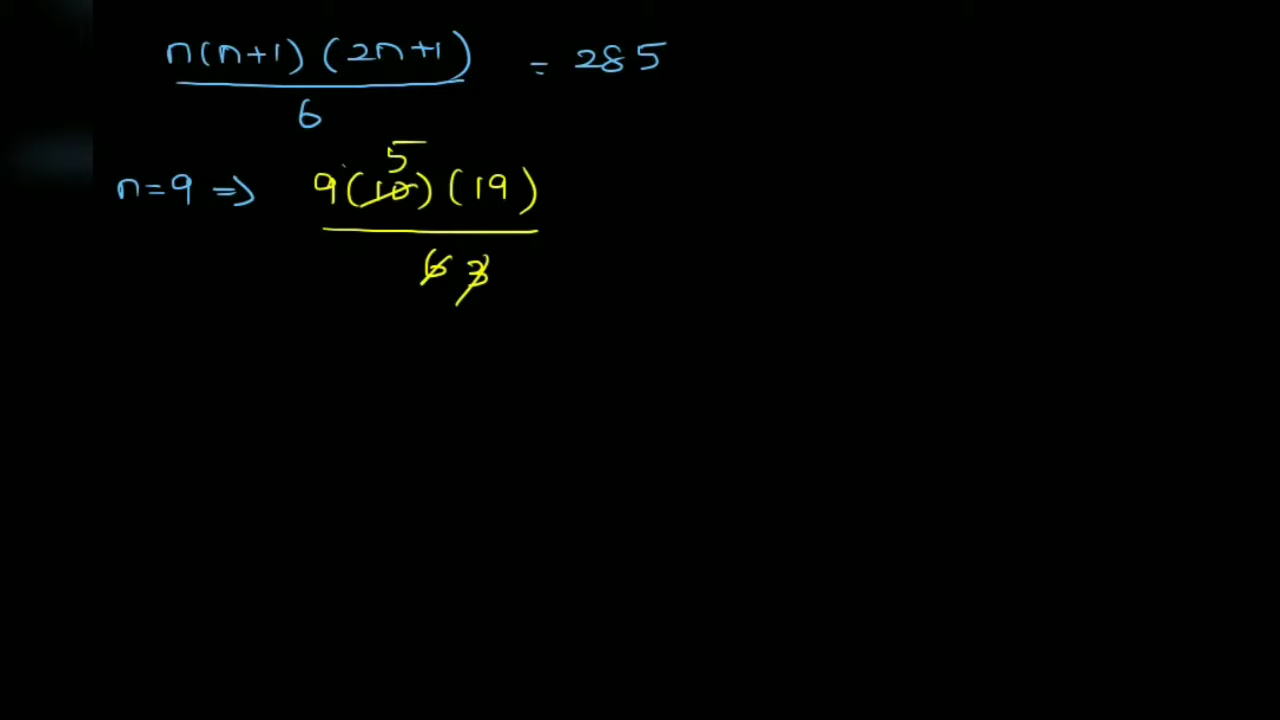 n(n+1)(2n+1) = 285
6
5
n=9 => 9(10)(19)
6 3